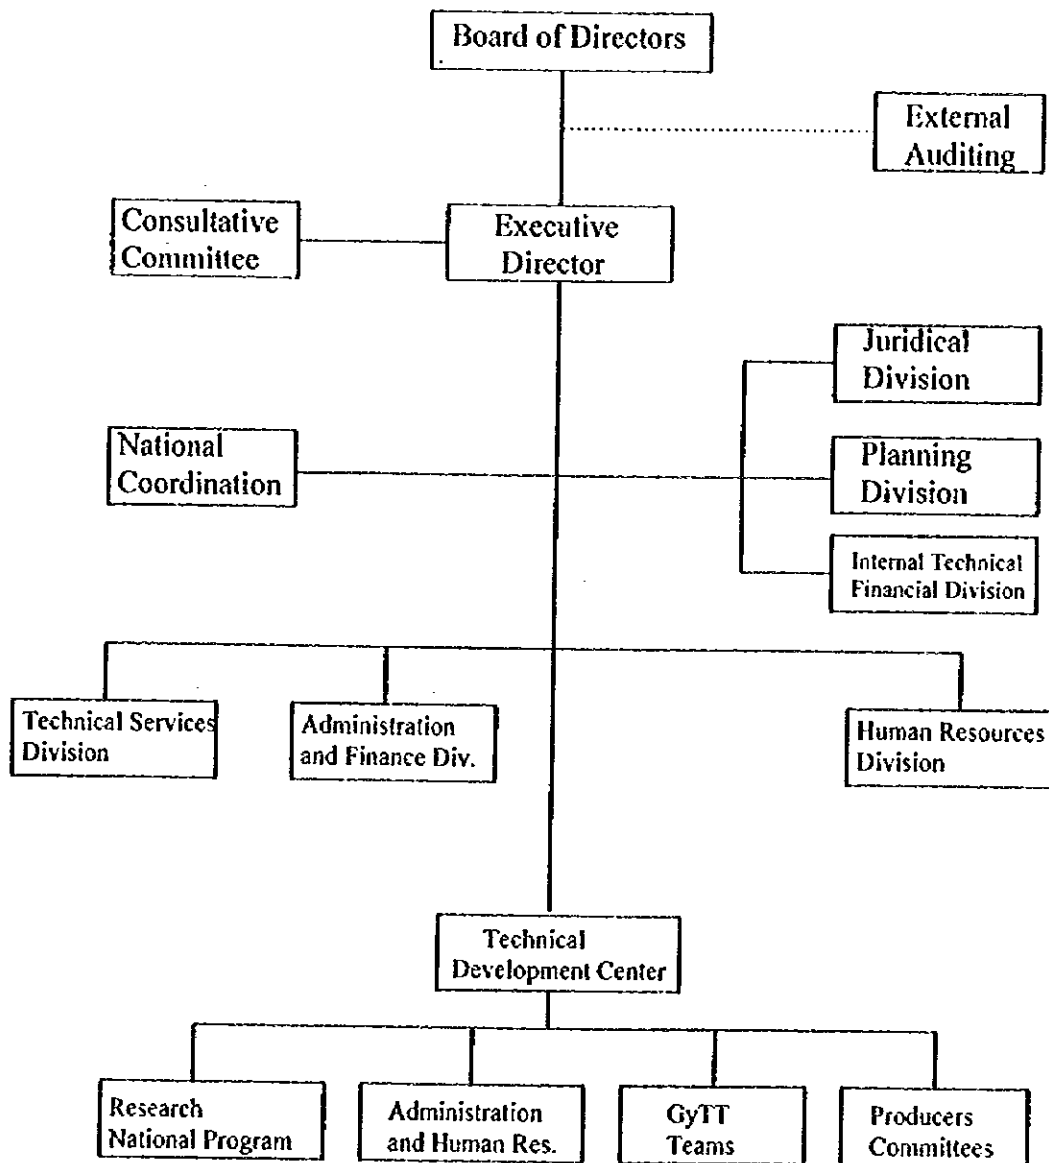 Board of Directors
External
Auditing
Consultative
Committee
Executive
Director
Juridical
Division
National
Coordination
Planning
Division
Internal Technical
Financial Division
Technical Services
Division
Administration
and Finance Div.
Human Resources
Division
Technical
Development Center
Research
National Program
Administration
and Human Res.
GyTT
Teams
Producers
Committees